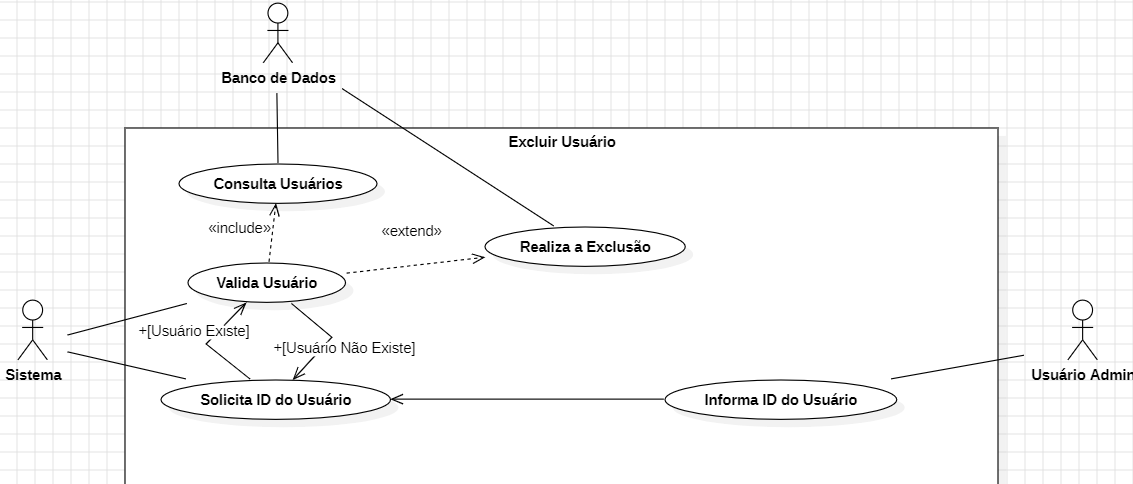 Banco de Dados
Excluir Usuário
Consulta Usuários
«include»
«extend»
Realiza a Exclusão
Valida Usuário
+[Usuário Existe]
+[Usuário Não Existe]
Sistema
Usuário Admin
Solicita ID do Usuário
Informa ID do Usuário